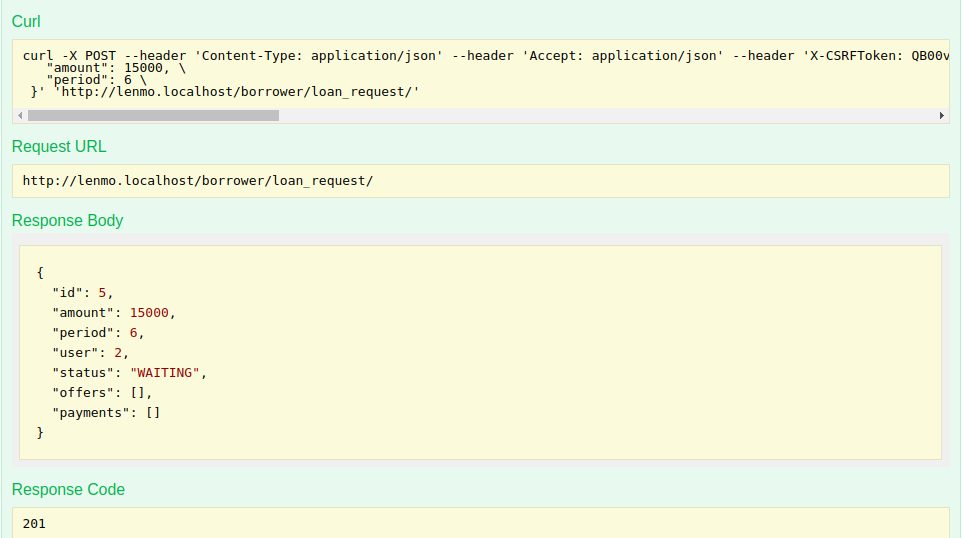 Curl
curl -X POST --header 'Content-Type: application/json' --header 'Accept: application/json' --header 'X-CSRFToken: QB00v
"amount": 15000, \
"period": 6 \
}' 'http://lenmo.localhost/borrower/loan_request/'
Request URL
http://lenmo.localhost/borrower/loan_request/
Response Body
{
"id": 5,
"amount": 15000,
"period": 6,
"user": 2,
"status": "WAITING",
"offers": [],
"payments": []
}
Response Code
201